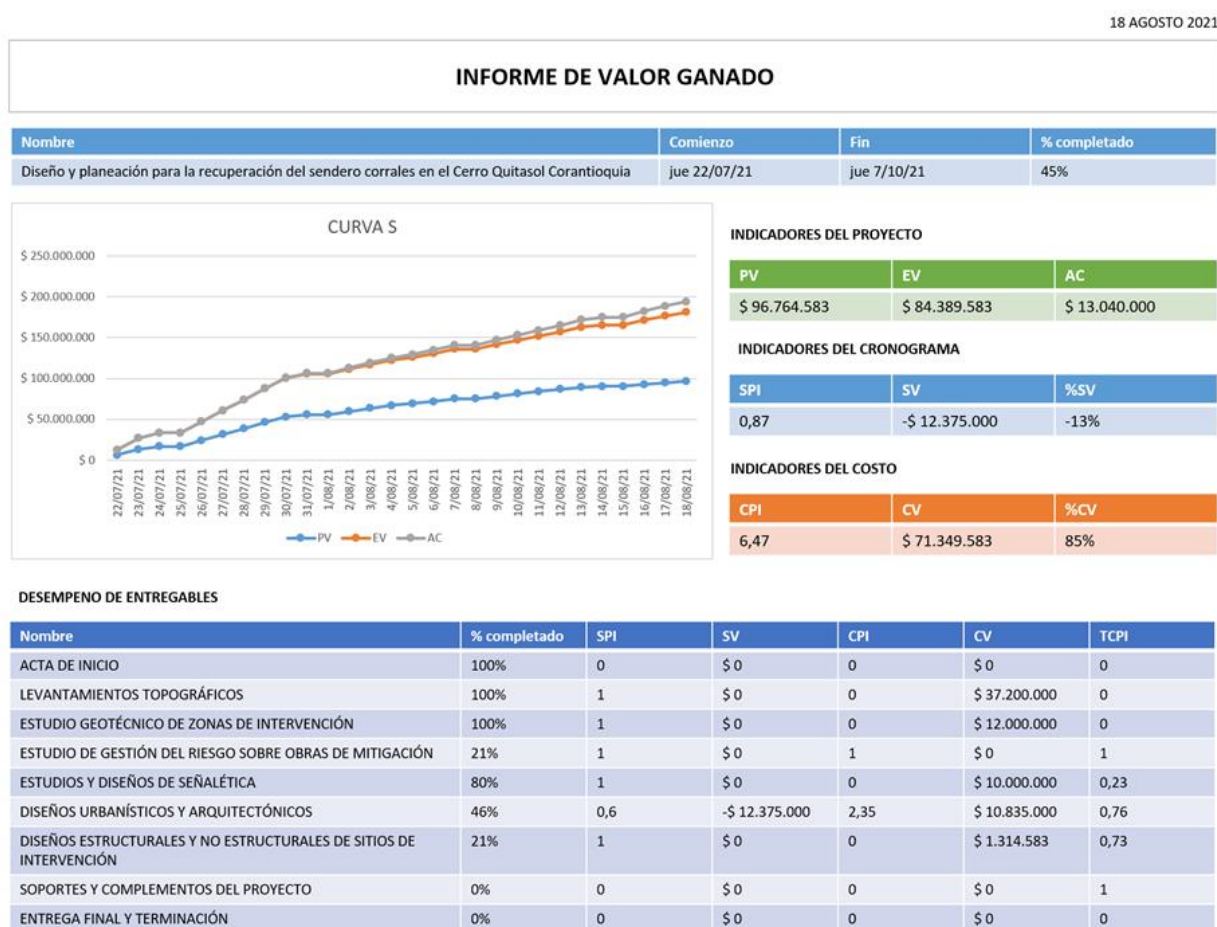 18 AGOSTO 2021
INFORME DE VALOR GANADO
Nombre Comienzo Fin % completado
Diseño y planeación para la recuperación del sendero corrales en el Cerro Quitasol Corantioquia jue 22/07/21 jue 7/10/21 45%
CURVA S
$ 250.000.000
$ 200.000.000
$ 150.000.000
$ 100.000.000
$ 50.000.000
$ 0
22/07/21 23/07/21 24/07/21 25/07/21 26/07/21 27/07/21 28/07/21 29/07/21 30/07/21 31/07/21 1/08/21 2/08/21 3/08/21 4/08/21 5/08/21 6/08/21 7/08/21 8/08/21 9/08/21 10/08/21 11/08/21 12/08/21 13/08/21 14/08/21 15/08/21 16/08/21 17/08/21 18/08/21
PV EV AC
INDICADORES DEL PROYECTO
PV EV AC
$ 96.764.583 $ 84.389.583 $ 13.040.000
INDICADORES DEL CRONOGRAMA
SPI SV %SV
0,87 -$ 12.375.000 -13%
INDICADORES DEL COSTO
CPI CV %CV
6,47 $ 71.349.583 85%
DESEMPENO DE ENTREGABLES
Nombre % completado SPI SV CPI CV TCPI
ACTA DE INICIO 100% 0 $ 0 0 $ 0 0
LEVANTAMIENTOS TOPOGRÁFICOS 100% 1 $ 0 0 $ 37.200.000 0
ESTUDIO GEOTÉCNICO DE ZONAS DE INTERVENCIÓN 100% 1 $ 0 0 $ 12.000.000 0
ESTUDIO DE GESTIÓN DEL RIESGO SOBRE OBRAS DE MITIGACIÓN 21% 1 $ 0 1 $ 0 1
ESTUDIOS Y DISEÑOS DE SEÑALÉTICA 80% 1 $ 0 0 $ 10.000.000 0,23
DISEÑOS URBANÍSTICOS Y ARQUITECTÓNICOS 46% 0,6 -$ 12.375.000 2,35 $ 10.835.000 0,76
DISEÑOS ESTRUCTURALES Y NO ESTRUCTURALES DE SITIOS DE 21% 1 $ 0 0 $ 1.314.583 0,73
INTERVENCIÓN
SOPORTES Y COMPLEMENTOS DEL PROYECTO 0% 0 $ 0 0 $ 0 1
ENTREGA FINAL Y TERMINACIÓN 0% 0 $ 0 0 $ 0 0